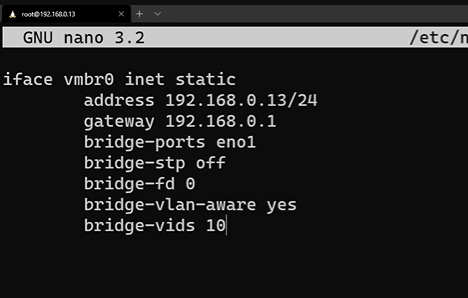 root@192.168.0.13
GNU nano 3.2 /etc/n
iface vmbr0 inet static
address 192.168.0.13/24
gateway 192.168.0.1
bridge-ports eno1
bridge-stp off
bridge-fd 0
bridge-vlan-aware yes
bridge-vids 10